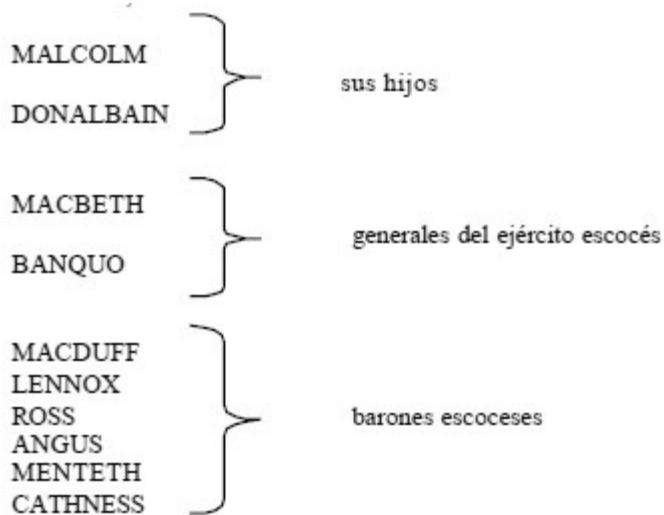 MALCOLM
sus hijos
DONALBAIN
MACBETH
generales del ejército escocés
BANQUO
MACDUFF
LENNOX
ROSS
barones escoceses
ANGUS
MENTETH
CATHNESS